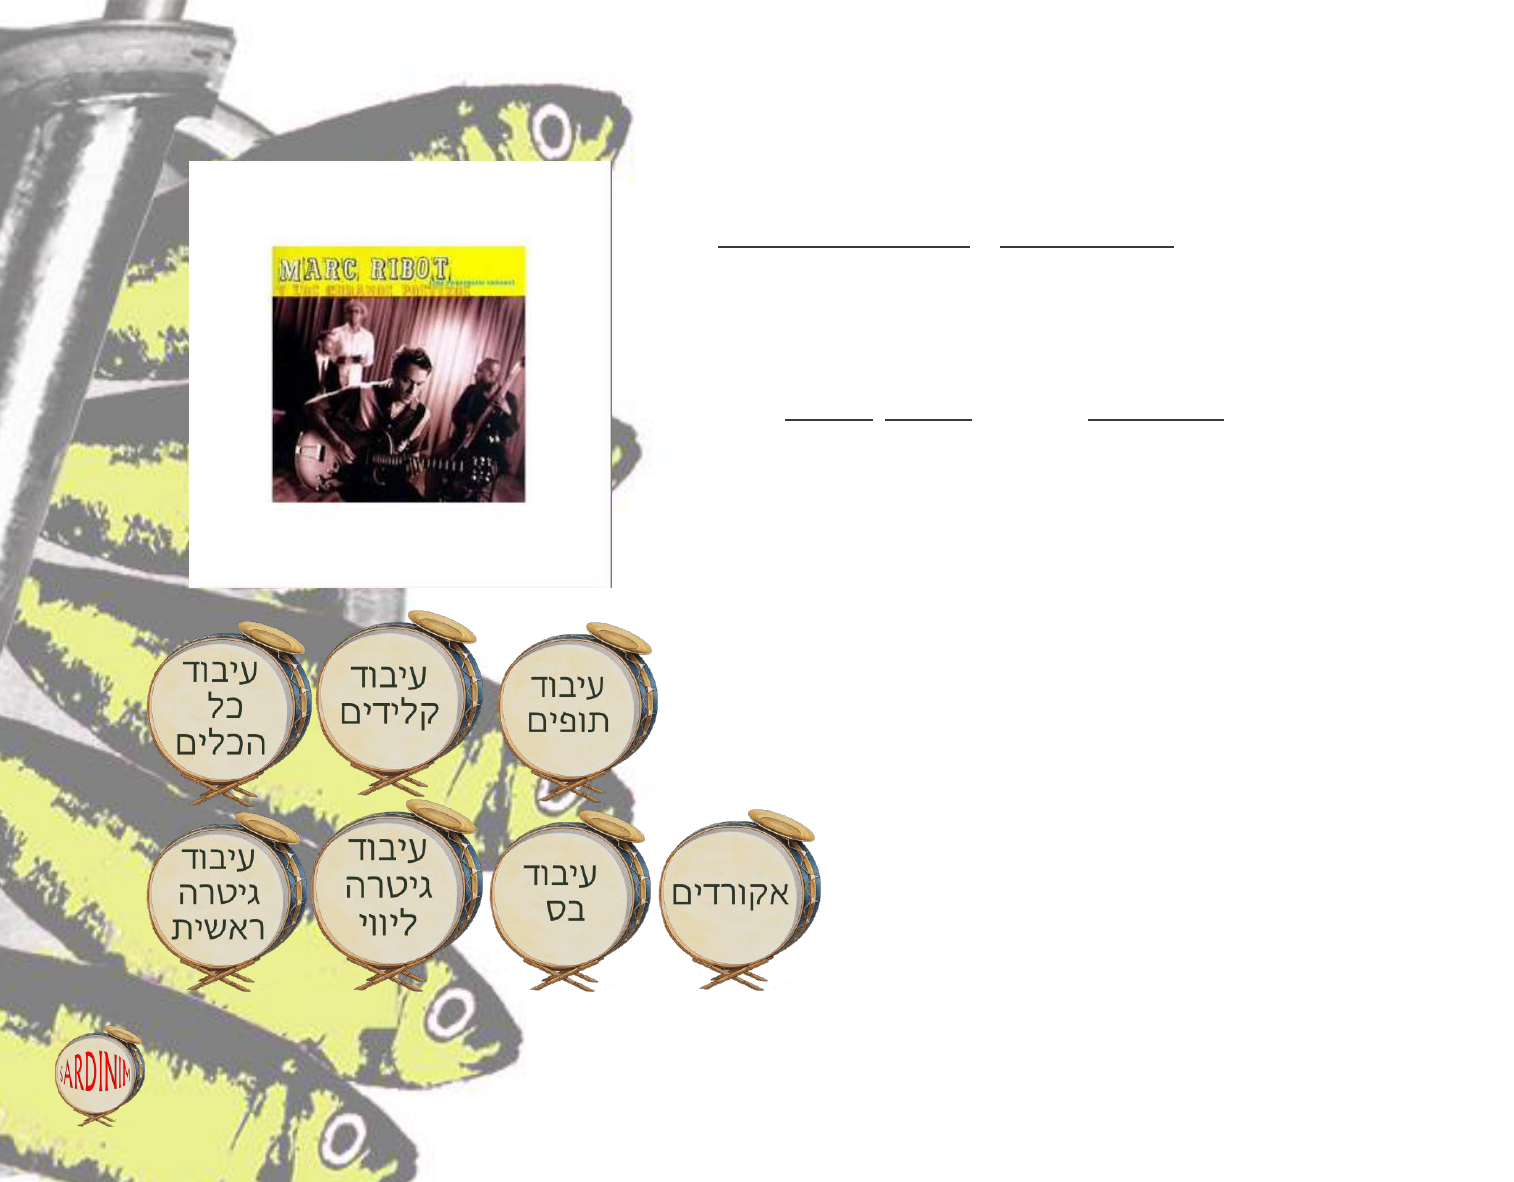 MARC RIBOT
עיבוד
כל
הכלים
עיבוד
קלידים
עיבוד
תופים
עיבוד
גיטרה
ראשית
עיבוד
גיטרה
ליווי
עיבוד
בס
אקורדים
SARDINIM